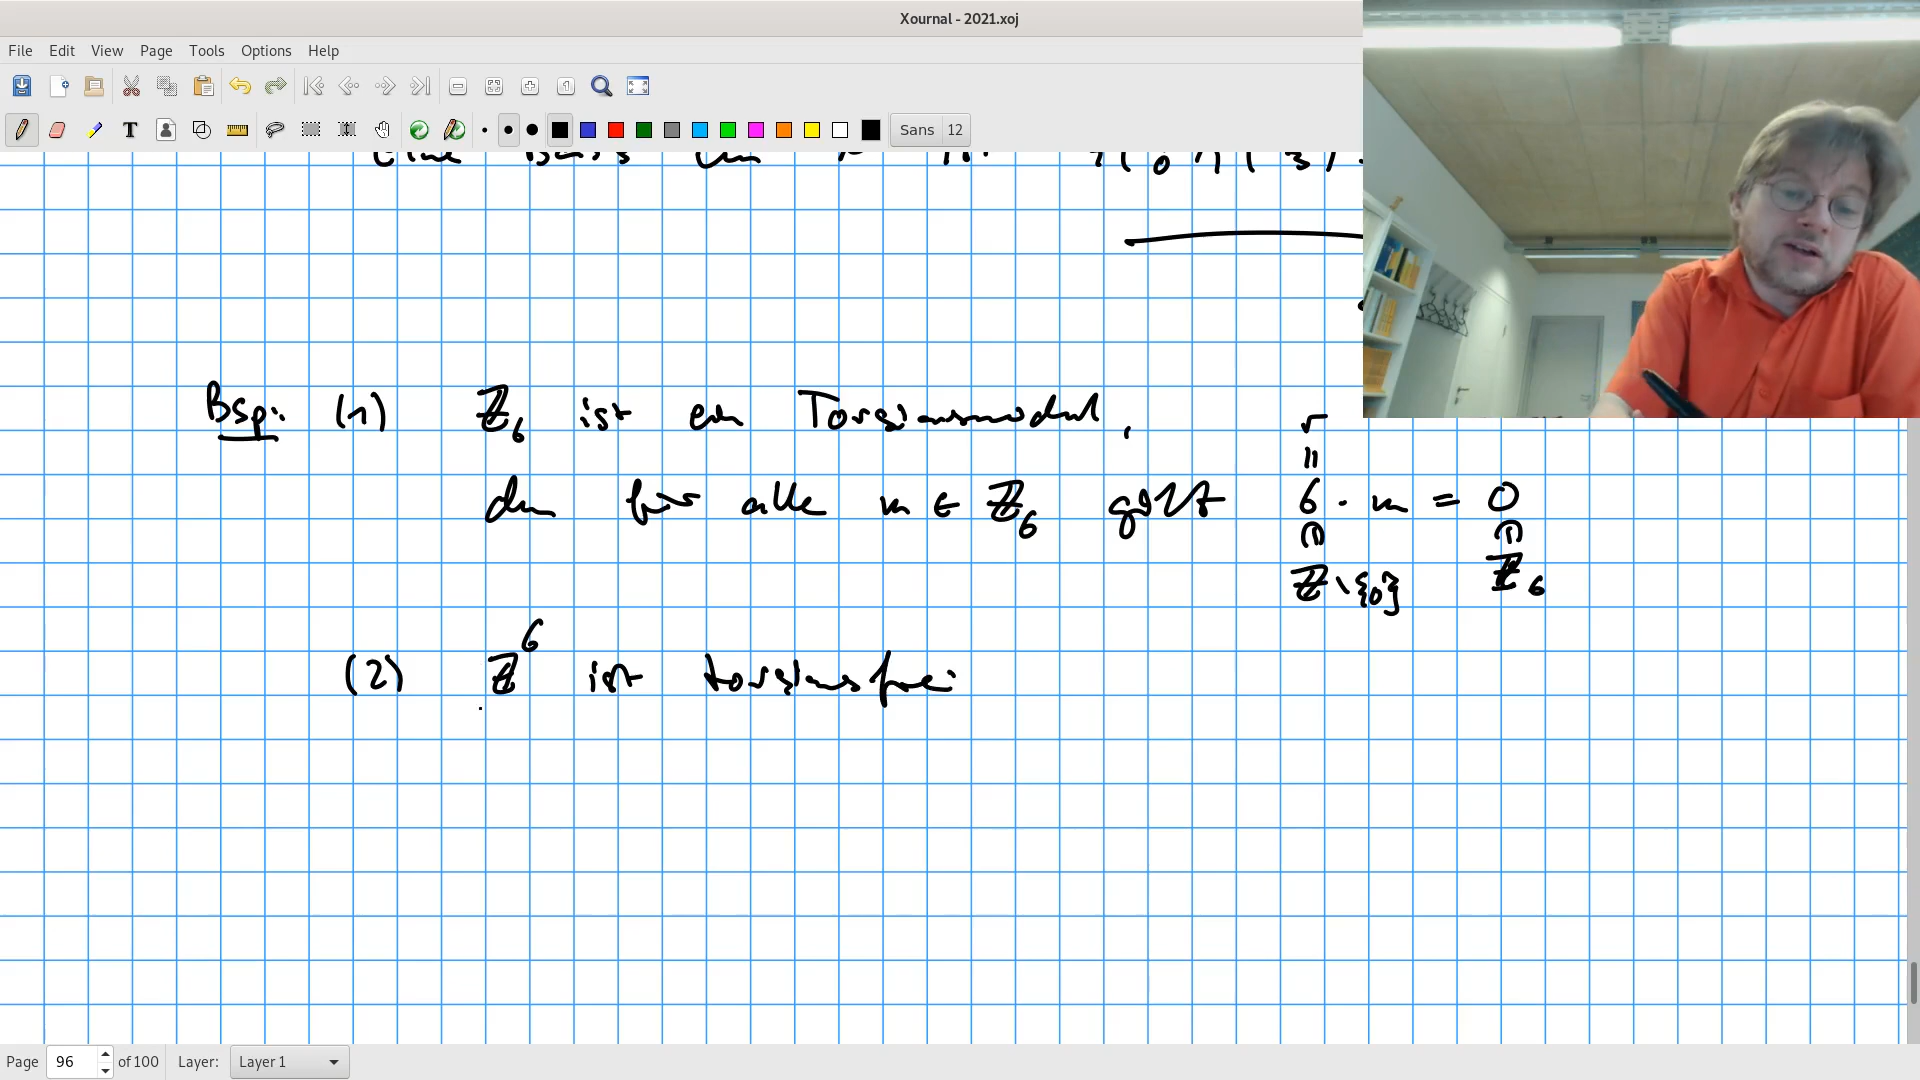 Xournal - 2021.xoj
File Edit View Page Tools Options Help
Sans 12
Bsp: (1) ℤ₆ ist ein Torsionsmodul,
r
=
denn für alle m ∈ ℤ₆ gilt 6 · m = 0
∈ ∈
ℤ∖{0} ℤ₆
(2) ℤ⁶ ist torsionsfrei
Page 96 of 100 Layer: Layer 1